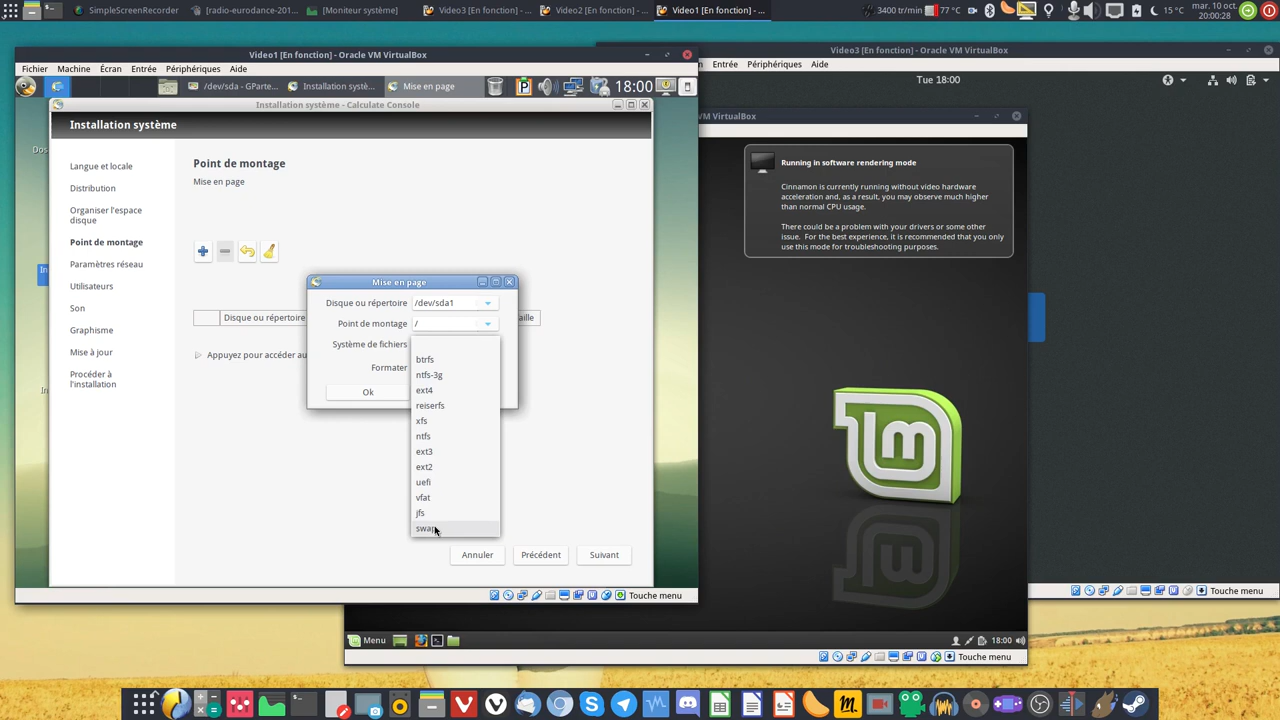 SimpleScreenRecorder
[radio-eurodance-201...
[Moniteur système]
Video3 [En fonction] - ...
Video2 [En fonction] - ...
Video1 [En fonction] - ...
3400 tr/min
77 °C
15 °C
mar. 10 oct.
20:00:28
Video1 [En fonction] - Oracle VM VirtualBox
Fichier Machine Écran Entrée Périphériques Aide
/dev/sda - GParte...
Installation systè...
Mise en page
18:00
Installation système - Calculate Console
Installation système
Langue et locale
Distribution
Organiser l'espace
disque
Point de montage
Paramètres réseau
Utilisateurs
Son
Graphisme
Mise à jour
Procéder à
l'installation
Point de montage
Mise en page
Disque ou répertoire
aille
Appuyez pour accéder au
Mise en page
Disque ou répertoire /dev/sda1
Point de montage /
Système de fichiers
Formater
Ok
btrfs
ntfs-3g
ext4
reiserfs
xfs
ntfs
ext3
ext2
uefi
vfat
jfs
swap
Annuler
Précédent
Suivant
Touche menu
Video3 [En fonction] - Oracle VM VirtualBox
Entrée Périphériques Aide
Tue 18:00
VM VirtualBox
Running in software rendering mode
Cinnamon is currently running without video hardware
acceleration and, as a result, you may observe much higher
than normal CPU usage.
There could be a problem with your drivers or some other
issue. For the best experience, it is recommended that you only
use this mode for troubleshooting purposes.
Touche menu
Menu
18:00
Touche menu